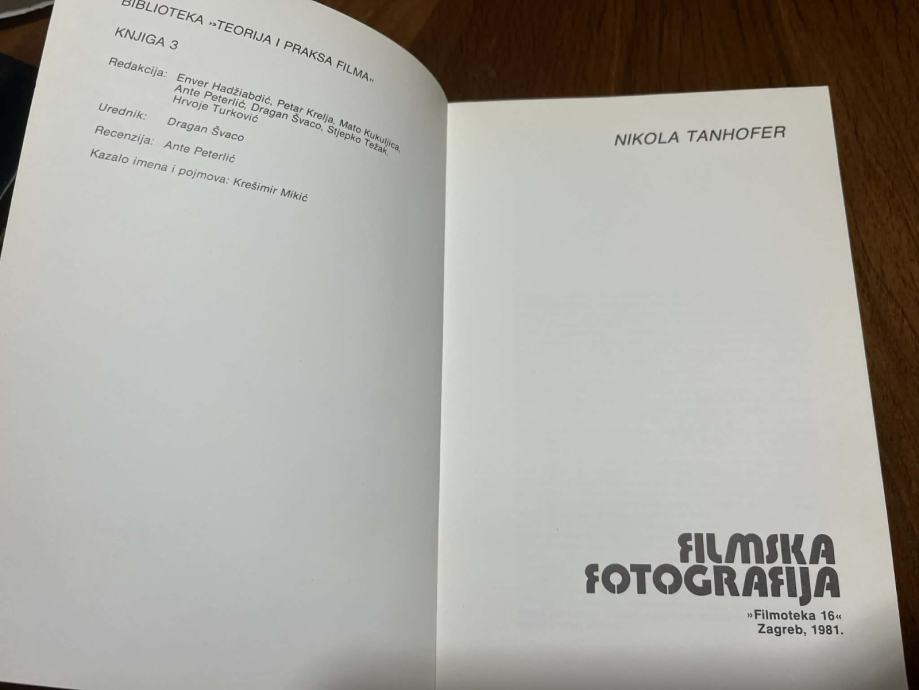 BIBLIOTEKA »TEORIJA I PRAKSA FILMA«
KNJIGA 3
Redakcija: Enver Hadžiabdić, Petar Krelja, Mato Kukuljica,
Ante Peterlić, Dragan Švaco, Stjepko Težak,
Hrvoje Turković
Urednik: Dragan Švaco
Recenzija: Ante Peterlić
Kazalo imena i pojmova: Krešimir Mikić
NIKOLA TANHOFER
FILMSKA
FOTOGRAFIJA
»Filmoteka 16«
Zagreb, 1981.